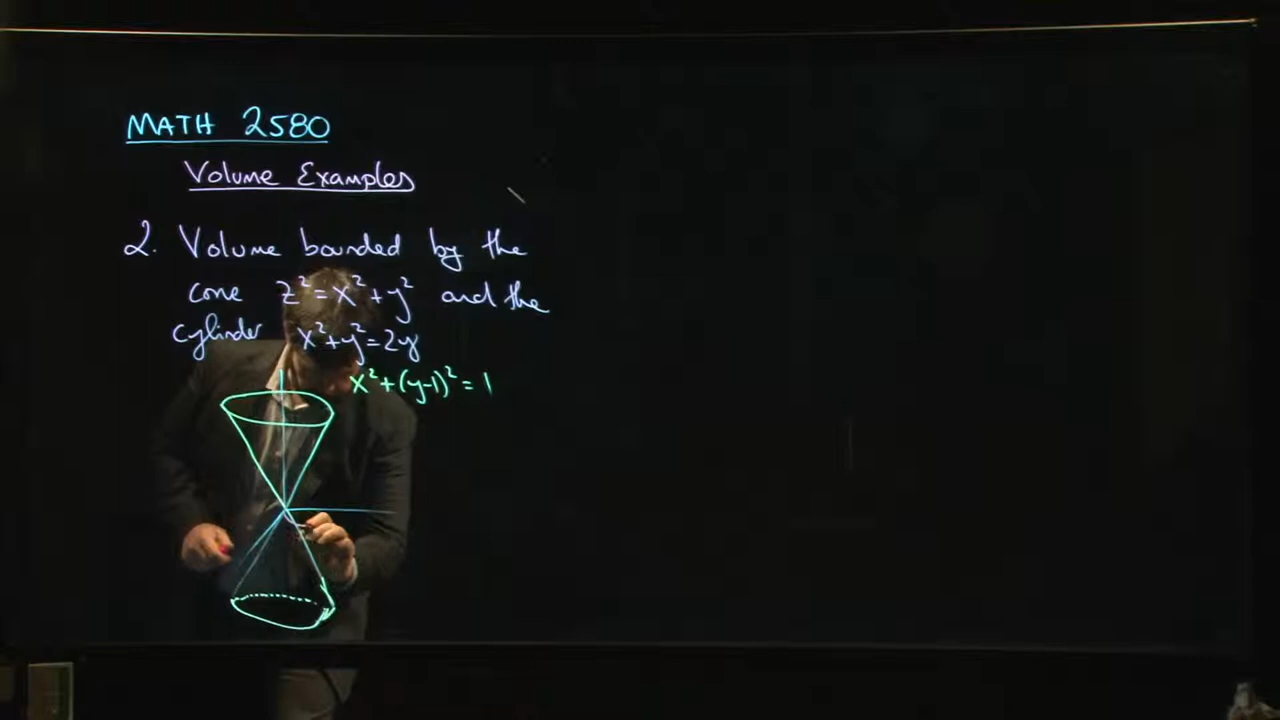 MATH 2580
Volume Examples
2. Volume bounded by the
cone z² = x² + y² and the
cylinder x² + y² = 2y
x² + (y-1)² = 1